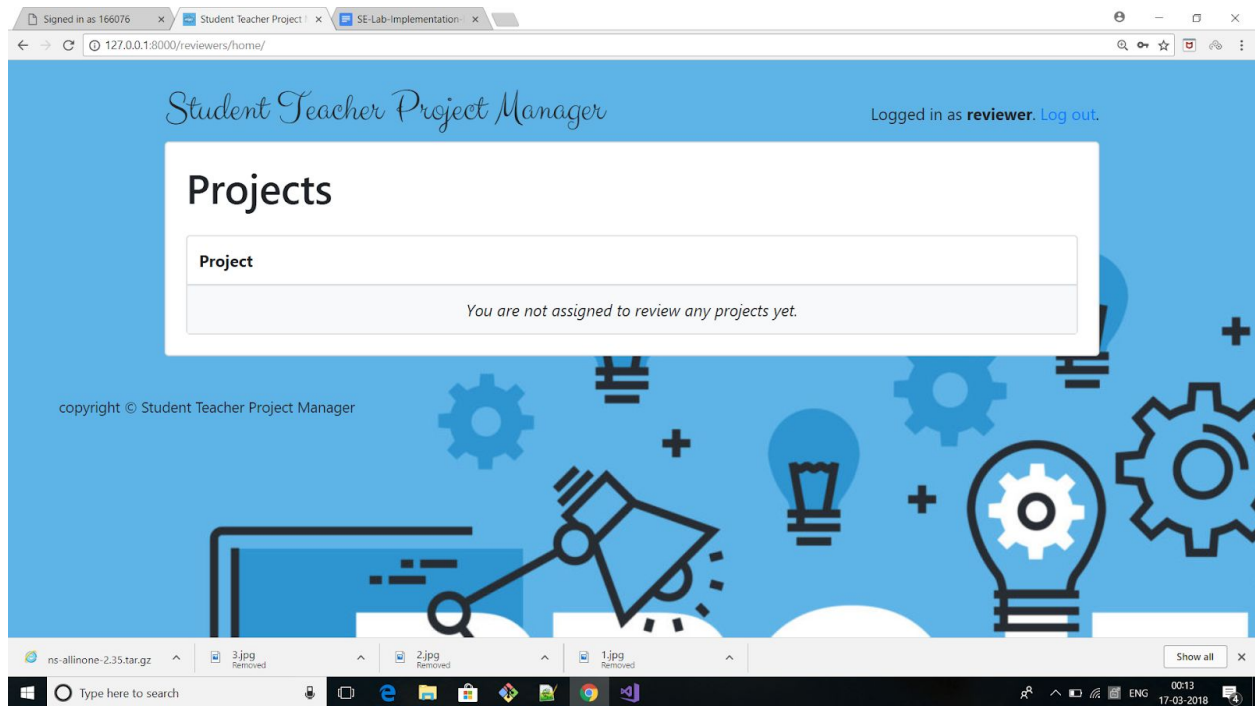 Signed in as 166076
Student Teacher Project
SE-Lab-Implementation-
127.0.0.1:8000/reviewers/home/
Student Teacher Project Manager
Logged in as reviewer. Log out.
Projects
Project
You are not assigned to review any projects yet.
copyright © Student Teacher Project Manager
ns-allinone-2.35.tar.gz
3.jpg
Removed
2.jpg
Removed
1.jpg
Removed
Show all
Type here to search
ENG
00:13
17-03-2018
4